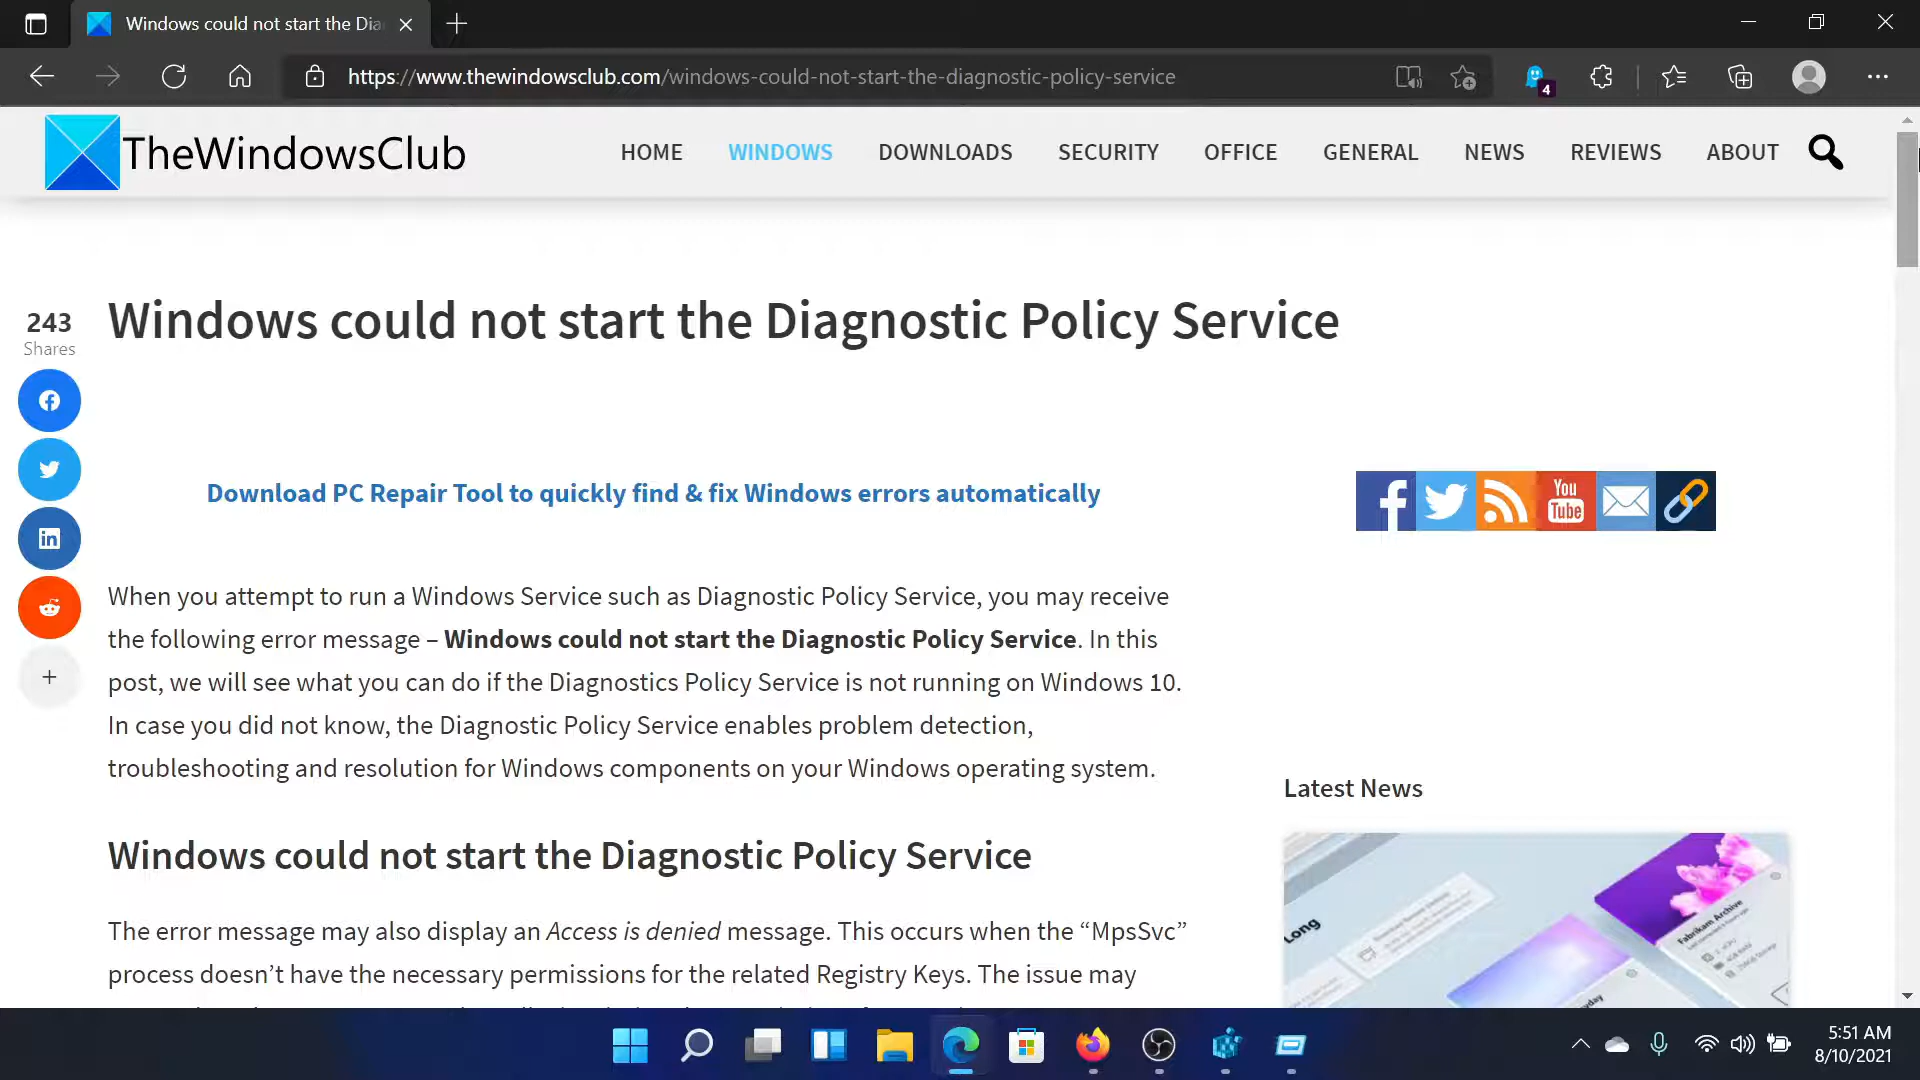 Windows could not start the Dia
https://www.thewindowsclub.com/windows-could-not-start-the-diagnostic-policy-service
4
TheWindowsClub
HOME WINDOWS DOWNLOADS SECURITY OFFICE GENERAL NEWS REVIEWS ABOUT
Windows could not start the Diagnostic Policy Service
243
Shares
Download PC Repair Tool to quickly find & fix Windows errors automatically
You
Tube
When you attempt to run a Windows Service such as Diagnostic Policy Service, you may receive
the following error message – Windows could not start the Diagnostic Policy Service. In this
post, we will see what you can do if the Diagnostics Policy Service is not running on Windows 10.
In case you did not know, the Diagnostic Policy Service enables problem detection,
troubleshooting and resolution for Windows components on your Windows operating system.
Latest News
Windows could not start the Diagnostic Policy Service
The error message may also display an Access is denied message. This occurs when the “MpsSvc”
process doesn’t have the necessary permissions for the related Registry Keys. The issue may
Long
Fabrikam Archive
5:51 AM
8/10/2021